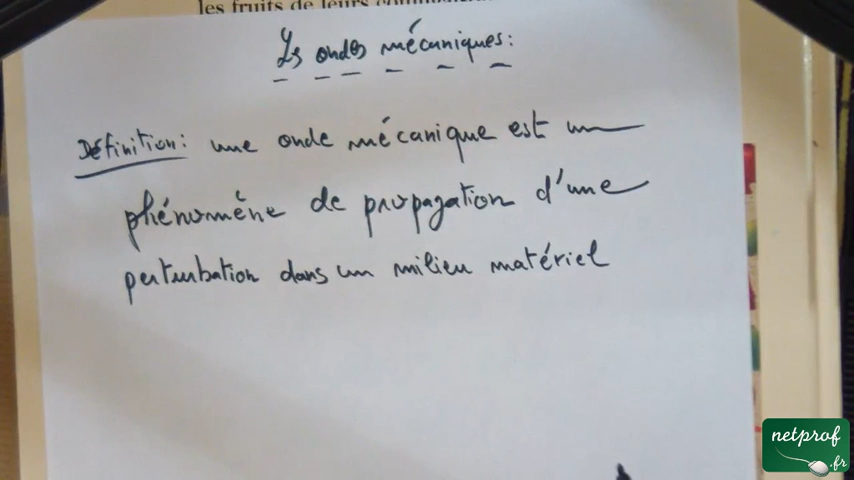 les fruits de leurs
Les ondes mécaniques:
Définition: une onde mécanique est un
phénomène de propagation d'une
perturbation dans un milieu matériel
netprof
.fr